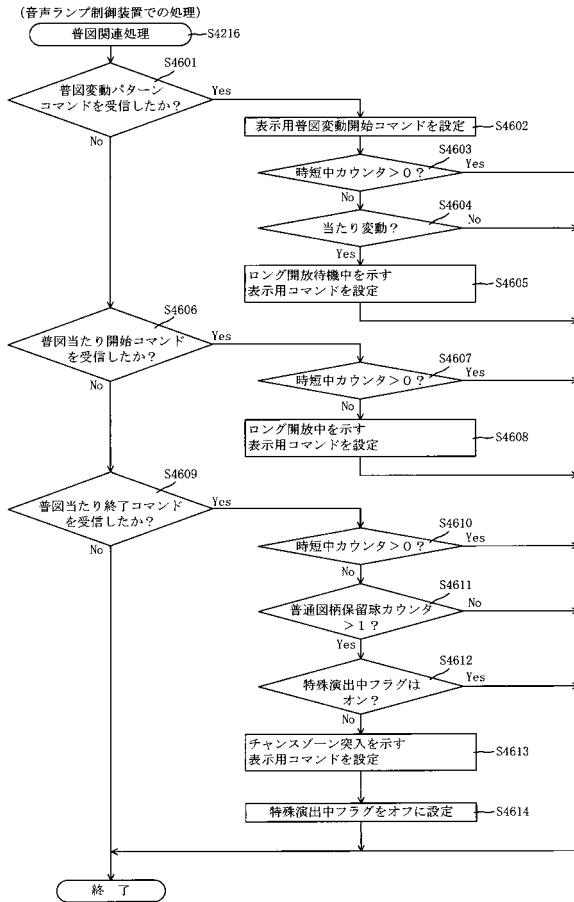 (音声ランプ制御装置での処理)
普図関連処理
S4216
S4601
普図変動パターン
コマンドを受信したか？
Yes
No
表示用普図変動開始コマンドを設定
S4602
S4603
時短中カウンタ＞０？
Yes
No
S4604
当たり変動？
No
Yes
ロング開放待機中を示す
表示用コマンドを設定
S4605
S4606
普図当たり開始コマンド
を受信したか？
Yes
No
S4607
時短中カウンタ＞０？
Yes
No
ロング開放中を示す
表示用コマンドを設定
S4608
S4609
普図当たり終了コマンド
を受信したか？
Yes
No
S4610
時短中カウンタ＞０？
Yes
No
S4611
普通図柄保留球カウンタ
＞１？
No
Yes
S4612
特殊演出中フラグは
オン？
Yes
No
チャンスゾーン突入を示す
表示用コマンドを設定
S4613
特殊演出中フラグをオフに設定
S4614
終 了